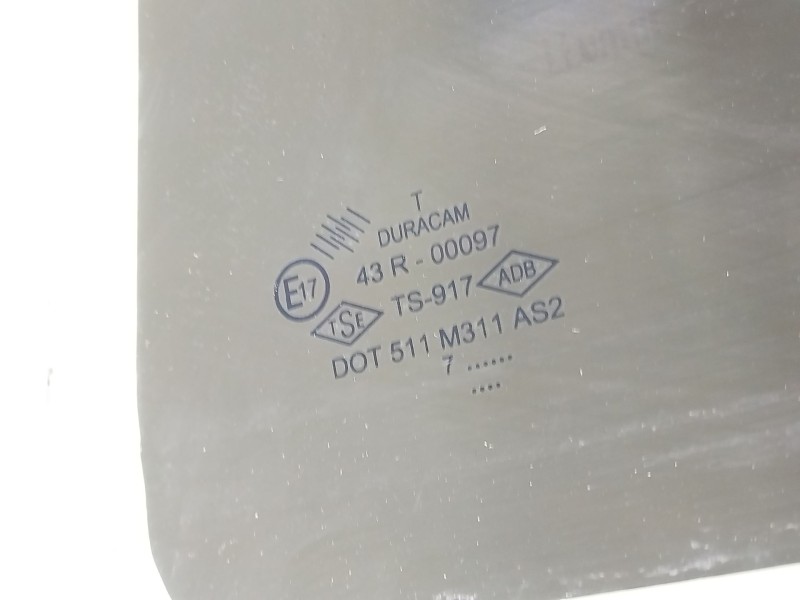 T
DURACAM
43 R - 00097
E17
TSE TS-917 ADB
DOT 511 M311 AS2
7 ......
....